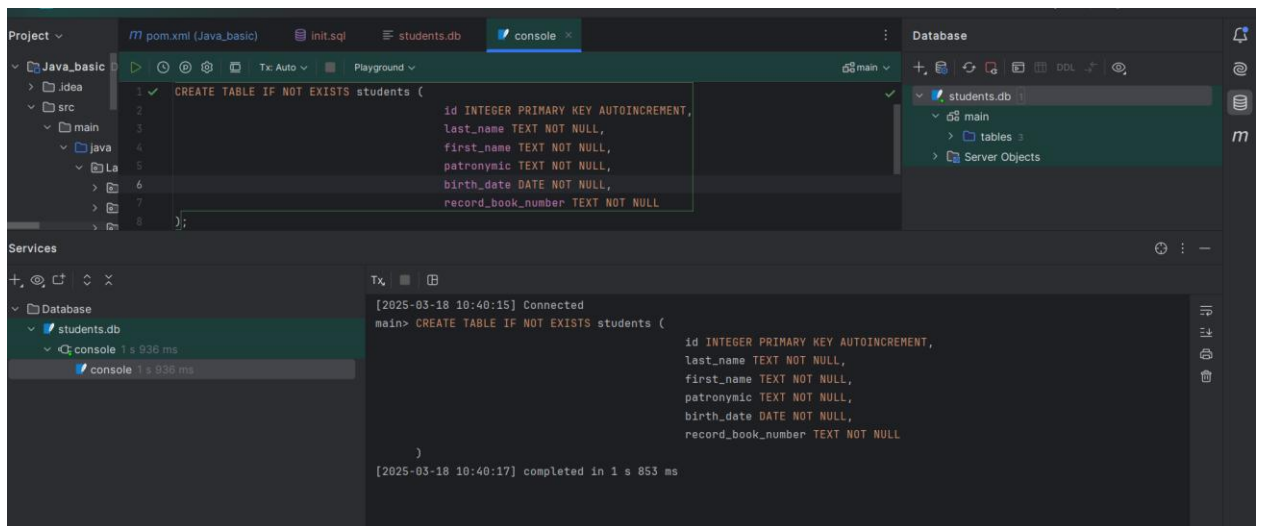 Project
m pom.xml (Java_basic)
init.sql
students.db
console
Database
Java_basic
Tx: Auto
Playground
main
DDL
.idea
src
main
java
La
1 CREATE TABLE IF NOT EXISTS students (
2 id INTEGER PRIMARY KEY AUTOINCREMENT,
3 last_name TEXT NOT NULL,
4 first_name TEXT NOT NULL,
5 patronymic TEXT NOT NULL,
6 birth_date DATE NOT NULL,
7 record_book_number TEXT NOT NULL
8 );
students.db 1
main
tables 3
Server Objects
m
Services
Tx
Database
students.db
console 1 s 936 ms
console 1 s 936 ms
[2025-03-18 10:40:15] Connected
main> CREATE TABLE IF NOT EXISTS students (
id INTEGER PRIMARY KEY AUTOINCREMENT,
last_name TEXT NOT NULL,
first_name TEXT NOT NULL,
patronymic TEXT NOT NULL,
birth_date DATE NOT NULL,
record_book_number TEXT NOT NULL
)
[2025-03-18 10:40:17] completed in 1 s 853 ms